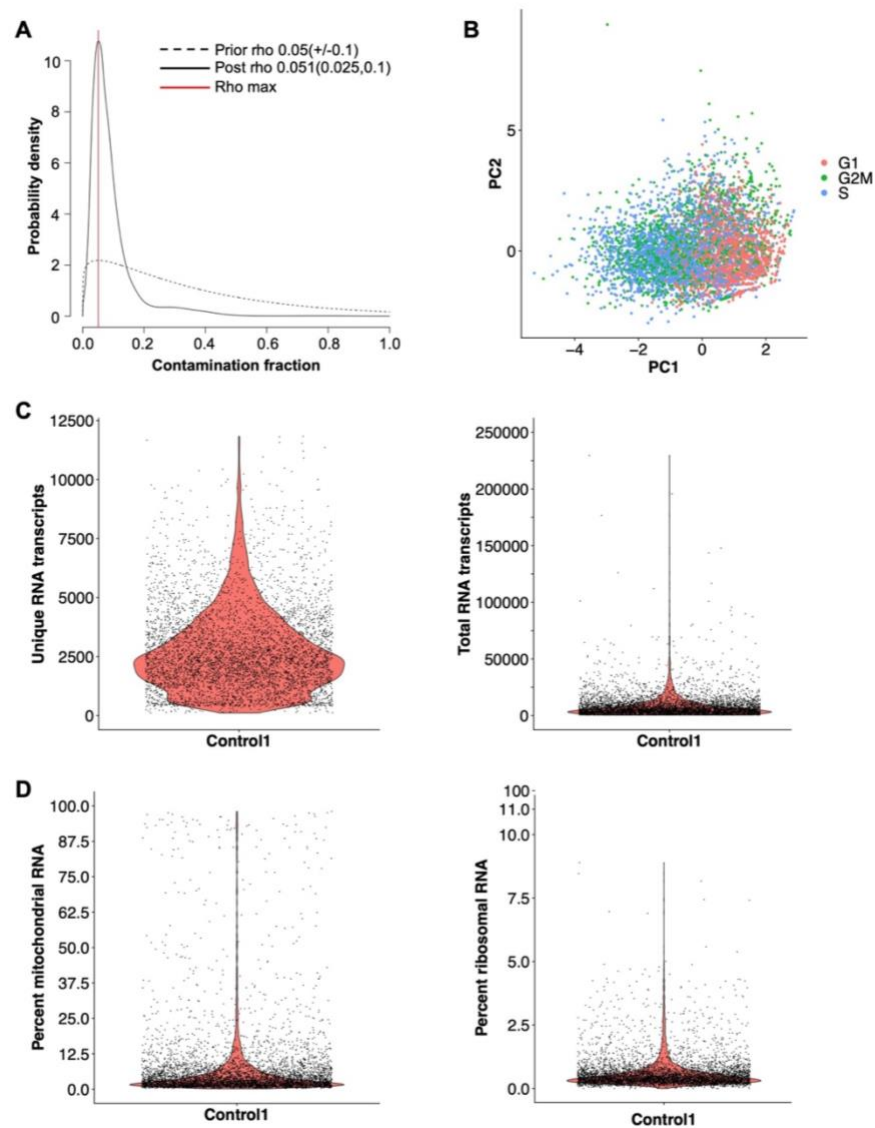 A
Prior rho 0.05(+/-0.1)
Post rho 0.051(0.025,0.1)
Rho max
Probability density
10
8
6
4
2
0
0.0 0.2 0.4 0.6 0.8 1.0
Contamination fraction
B
PC2
5
0
−4 −2 0 2
PC1
G1
G2M
S
C
Unique RNA transcripts
12500
10000
7500
5000
2500
0
Control1
Total RNA transcripts
250000
200000
150000
100000
50000
0
Control1
D
Percent mitochondrial RNA
100.0
87.5
75.0
62.5
50.0
37.5
25.0
12.5
0.0
Control1
Percent ribosomal RNA
100
11.0
10.0
7.5
5.0
2.5
0.0
Control1